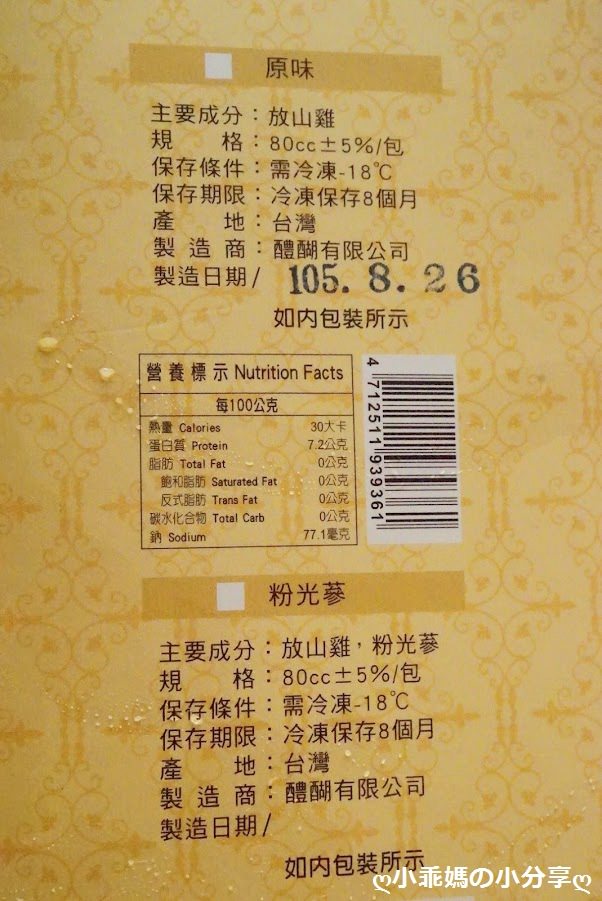 原味
主要成分：放山雞
規格：80cc±5%/包
保存條件：需冷凍-18℃
保存期限：冷凍保存8個月
產地：台灣
製造商：醴醐有限公司
製造日期/ 105. 8. 26
如內包裝所示
營養標示 Nutrition Facts
每100公克
熱量 Calories 30大卡
蛋白質 Protein 7.2公克
脂肪 Total Fat 0公克
飽和脂肪 Saturated Fat 0公克
反式脂肪 Trans Fat 0公克
碳水化合物 Total Carb 0公克
鈉 Sodium 77.1毫克
4 712511 939361
粉光蔘
主要成分：放山雞，粉光蔘
規格：80cc±5%/包
保存條件：需冷凍-18℃
保存期限：冷凍保存8個月
產地：台灣
製造商：醴醐有限公司
製造日期/
如內包裝所示
ღ小乖媽の小分享ღ